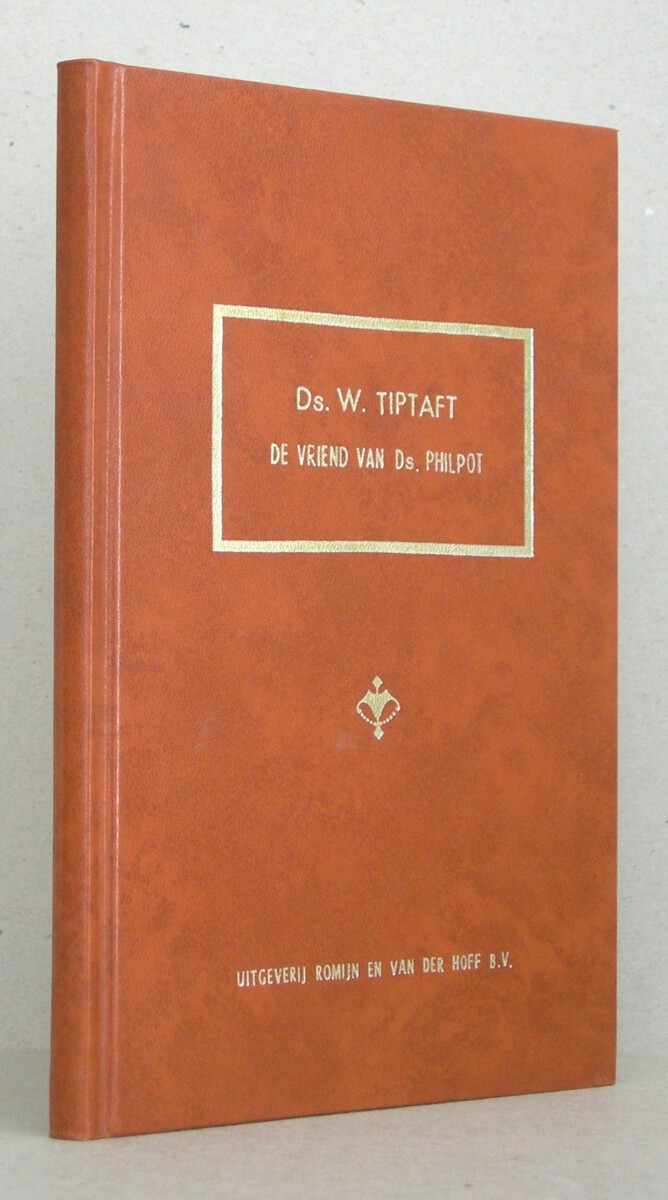 Ds. W. TIPTAFT
DE VRIEND VAN Ds. PHILPOT
UITGEVERIJ ROMIJN EN VAN DER HOFF B.V.